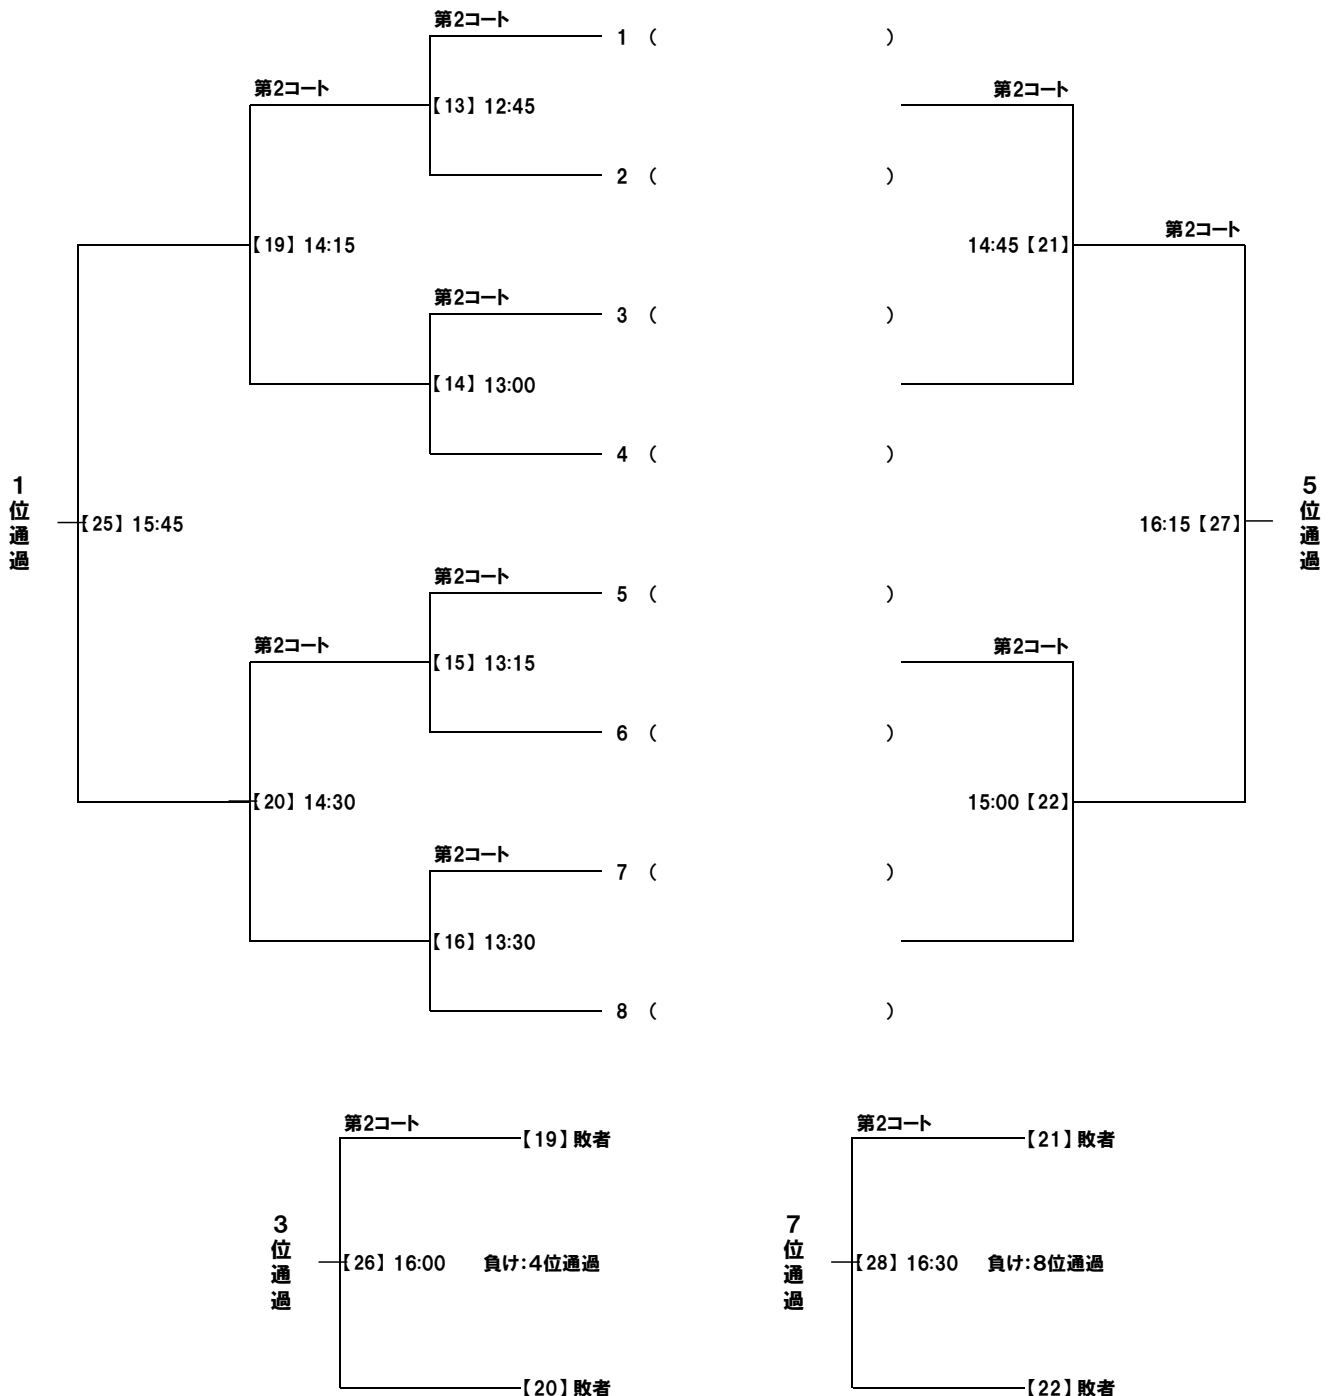 第2コート
1 ( )
第2コート
第2コート
【13】 12:45
2 ( )
第2コート
【19】 14:15
14:45 【21】
第2コート
3 ( )
【14】 13:00
4 ( )
1位通過
5位通過
【25】 15:45
16:15 【27】
第2コート
5 ( )
第2コート
第2コート
【15】 13:15
6 ( )
【20】 14:30
15:00 【22】
第2コート
7 ( )
【16】 13:30
8 ( )
第2コート
【19】 敗者
3位通過
【26】 16:00 負け:4位通過
【20】 敗者
第2コート
【21】 敗者
7位通過
【28】 16:30 負け:8位通過
【22】 敗者